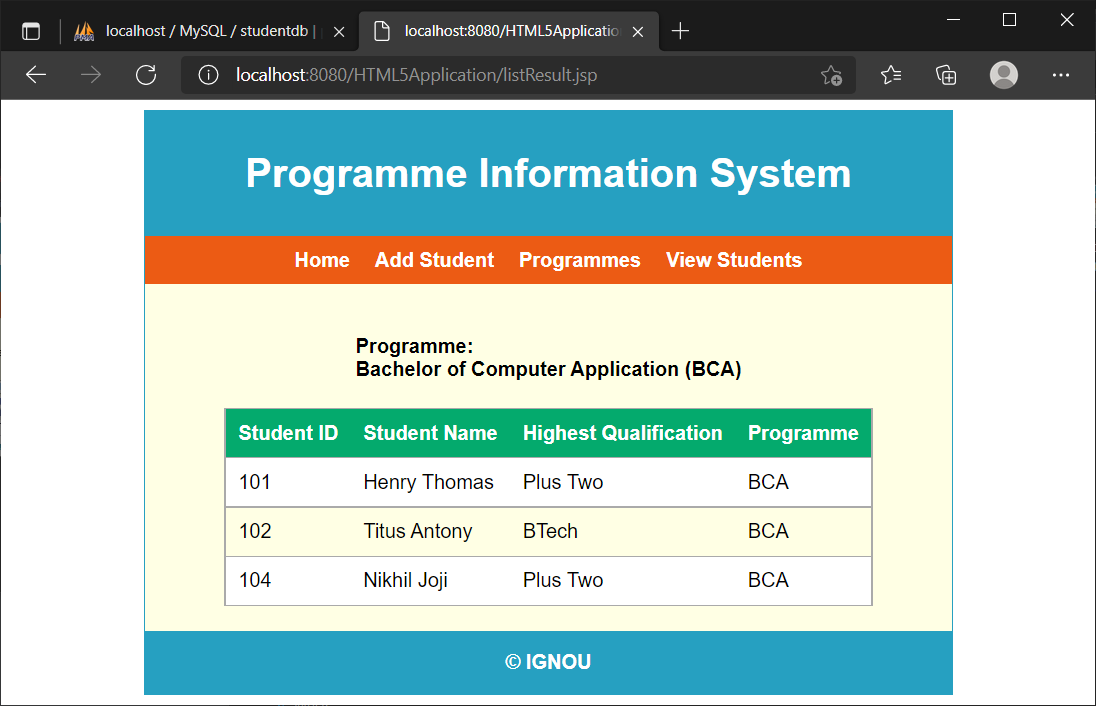 localhost / MySQL / studentdb |
localhost:8080/HTML5Applicatio
localhost:8080/HTML5Application/listResult.jsp
Programme Information System
Home Add Student Programmes View Students
Programme:
Bachelor of Computer Application (BCA)
Student ID Student Name Highest Qualification Programme
101 Henry Thomas Plus Two BCA
102 Titus Antony BTech BCA
104 Nikhil Joji Plus Two BCA
© IGNOU